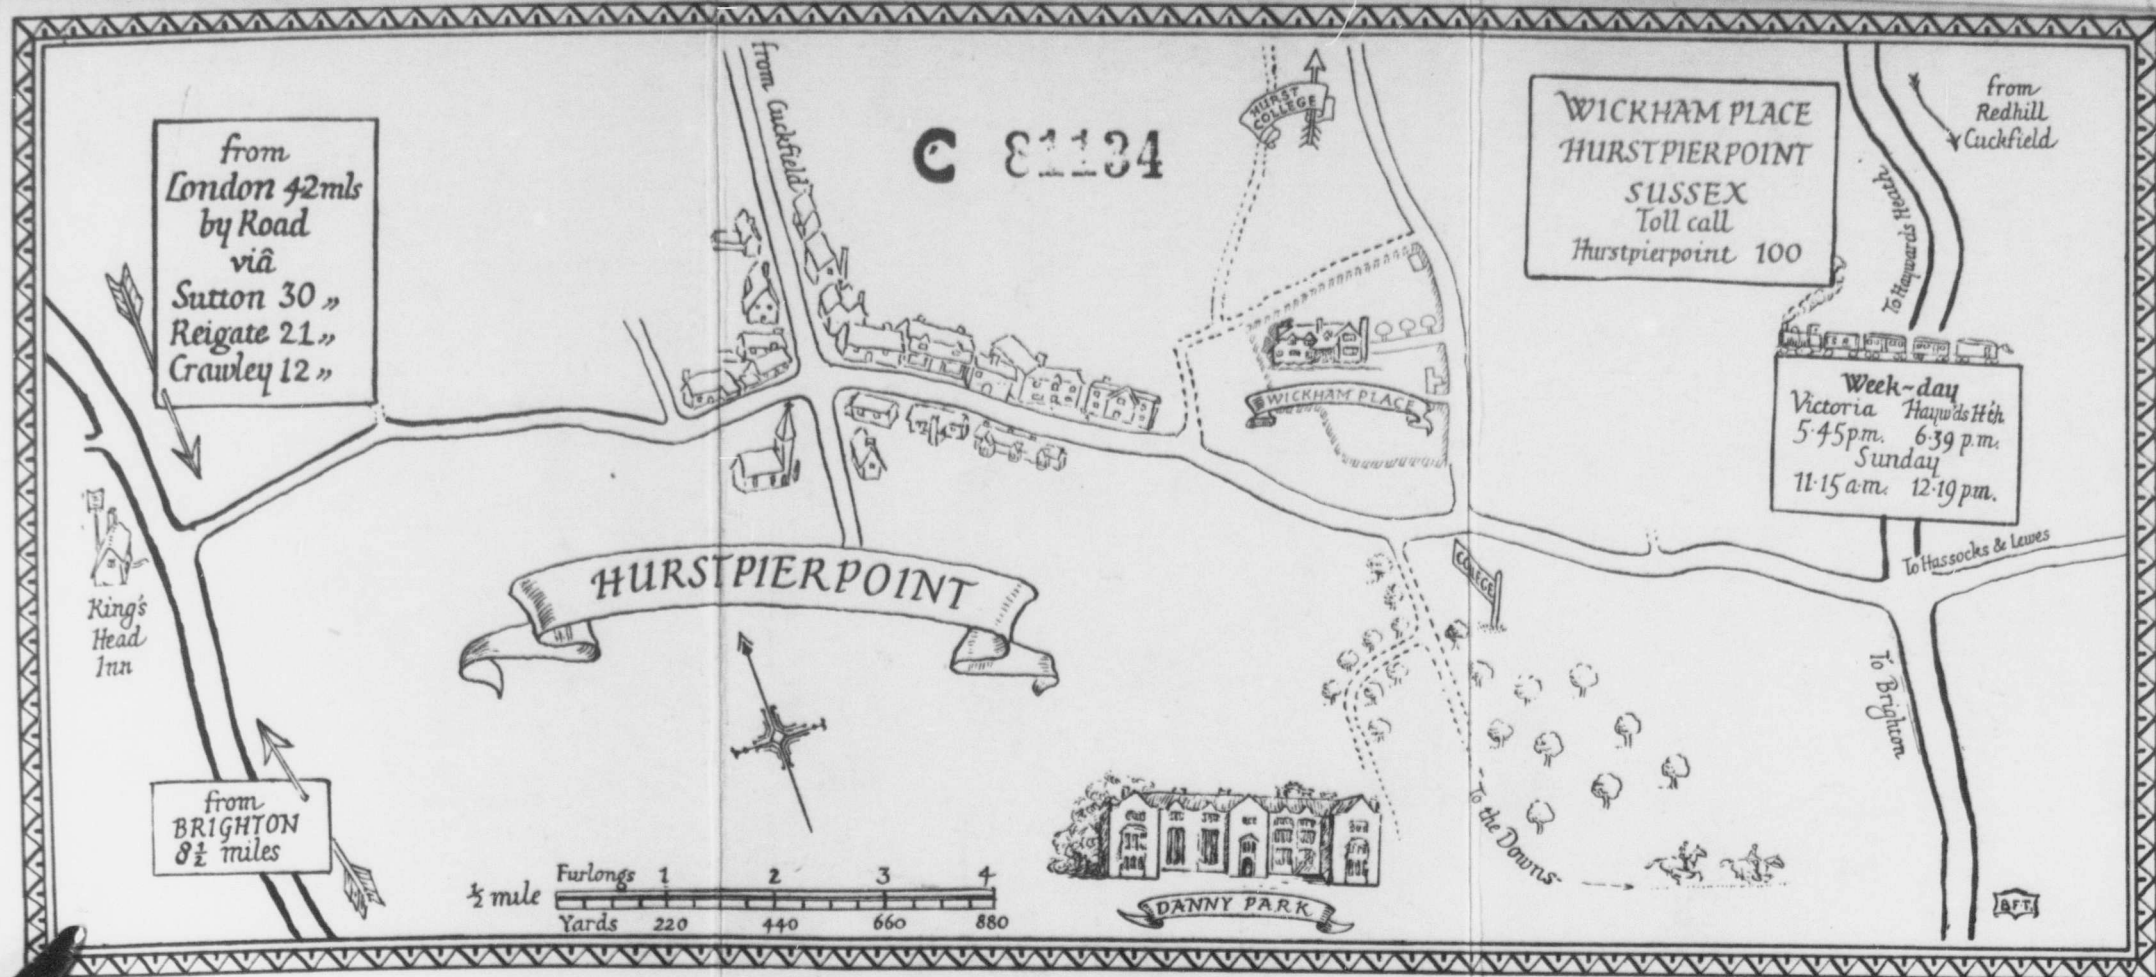 from
London 42mls
by Road
viâ
Sutton 30 „
Reigate 21 „
Crawley 12 „
from Cuckfield
C 81134
HURST
COLLEGE
WICKHAM PLACE
HURSTPIERPOINT
SUSSEX
Toll call
Hurstpierpoint 100
from
Redhill
Cuckfield
To Haywards Heath
WICKHAM PLACE
Week~day
Victoria Hayw'ds H'th
5·45 p.m. 6·39 p.m.
Sunday
11·15 a.m. 12·19 p.m.
To Hassocks & Lewes
King's
Head
Inn
HURSTPIERPOINT
COLLEGE
To Brighton
from
BRIGHTON
8½ miles
To the Downs
DANNY PARK
½ mile
Furlongs 1 2 3 4
Yards 220 440 660 880
B.F.T.